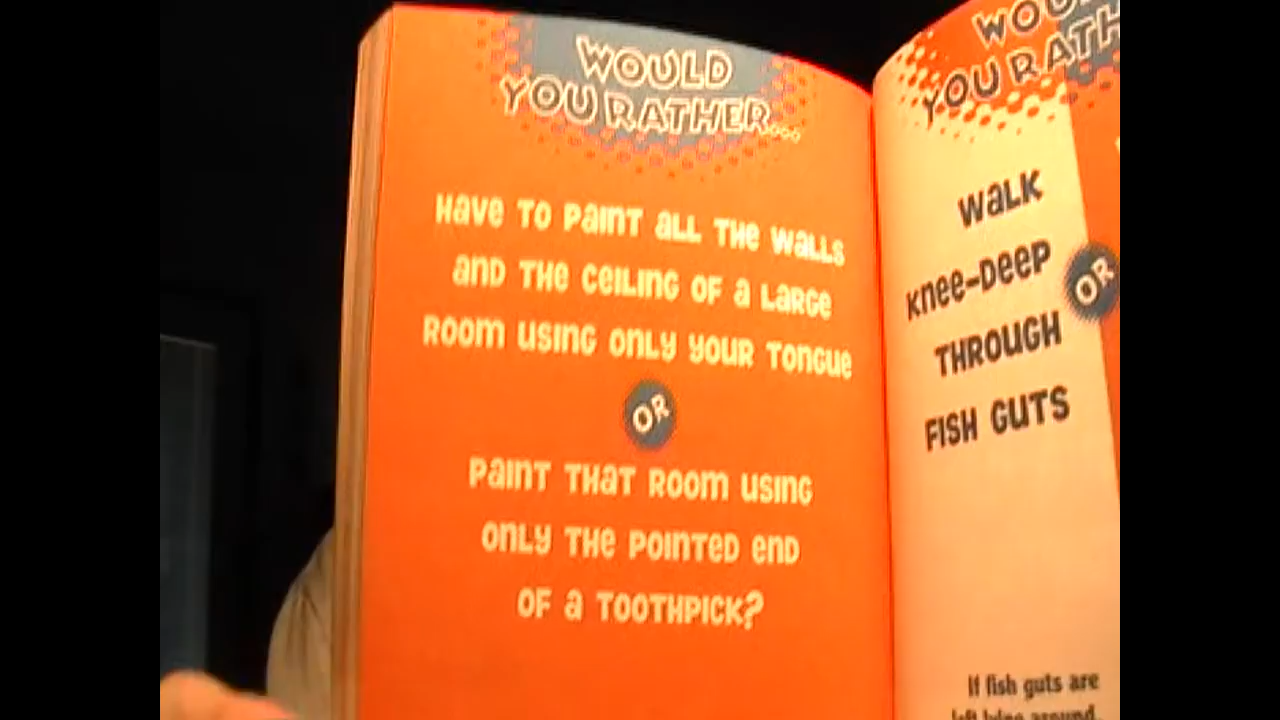 WOULD
YOU RATHER...
HAVE TO PAINT ALL THE WALLS
AND THE CEILING OF A LARGE
ROOM USING ONLY YOUR TONGUE
OR
PAINT THAT ROOM USING
ONLY THE POINTED END
OF A TOOTHPICK?
YOU
WALK
KNEE-DEEP
THROUGH
FISH GUTS
OR
If fish guts are